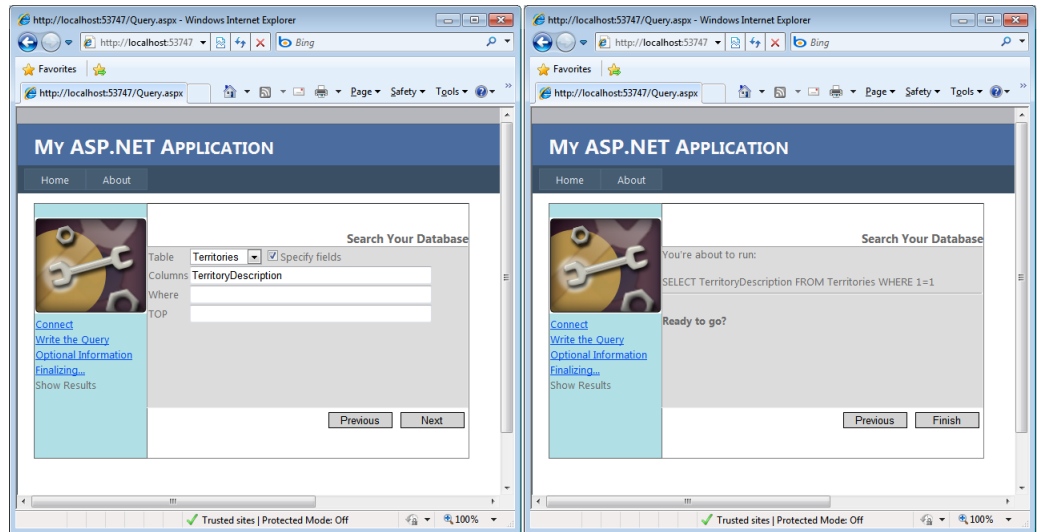 http://localhost:53747/Query.aspx - Windows Internet Explorer
http://localhost:53747
Bing
Favorites
http://localhost:53747/Query.aspx
Page
Safety
Tools
»
MY ASP.NET APPLICATION
Home About
Search Your Database
Table Territories Specify fields
Columns TerritoryDescription
Where
TOP
Connect
Write the Query
Optional Information
Finalizing...
Show Results
Previous Next
Trusted sites | Protected Mode: Off
100%
http://localhost:53747/Query.aspx - Windows Internet Explorer
http://localhost:53747
Bing
Favorites
http://localhost:53747/Query.aspx
Page
Safety
Tools
»
MY ASP.NET APPLICATION
Home About
Search Your Database
You're about to run:
SELECT TerritoryDescription FROM Territories WHERE 1=1
Ready to go?
Connect
Write the Query
Optional Information
Finalizing...
Show Results
Previous Finish
Trusted sites | Protected Mode: Off
100%